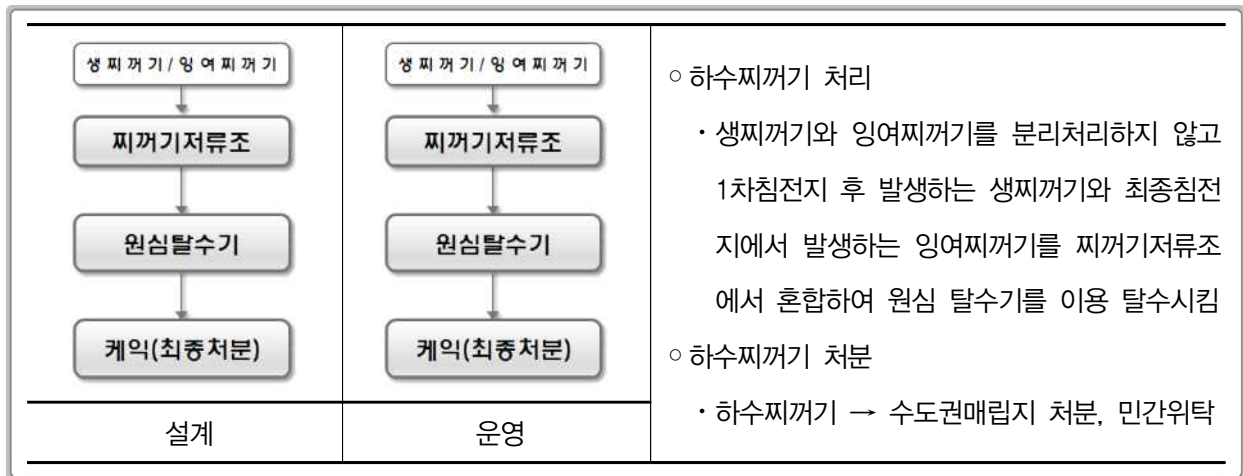 생찌꺼기/잉여찌꺼기
찌꺼기저류조
원심탈수기
케익(최종처분)
설계
생찌꺼기/잉여찌꺼기
찌꺼기저류조
원심탈수기
케익(최종처분)
운영
○ 하수찌꺼기 처리
・생찌꺼기와 잉여찌꺼기를 분리처리하지 않고
1차침전지 후 발생하는 생찌꺼기와 최종침전
지에서 발생하는 잉여찌꺼기를 찌꺼기저류조
에서 혼합하여 원심 탈수기를 이용 탈수시킴
○ 하수찌꺼기 처분
・하수찌꺼기 → 수도권매립지 처분, 민간위탁